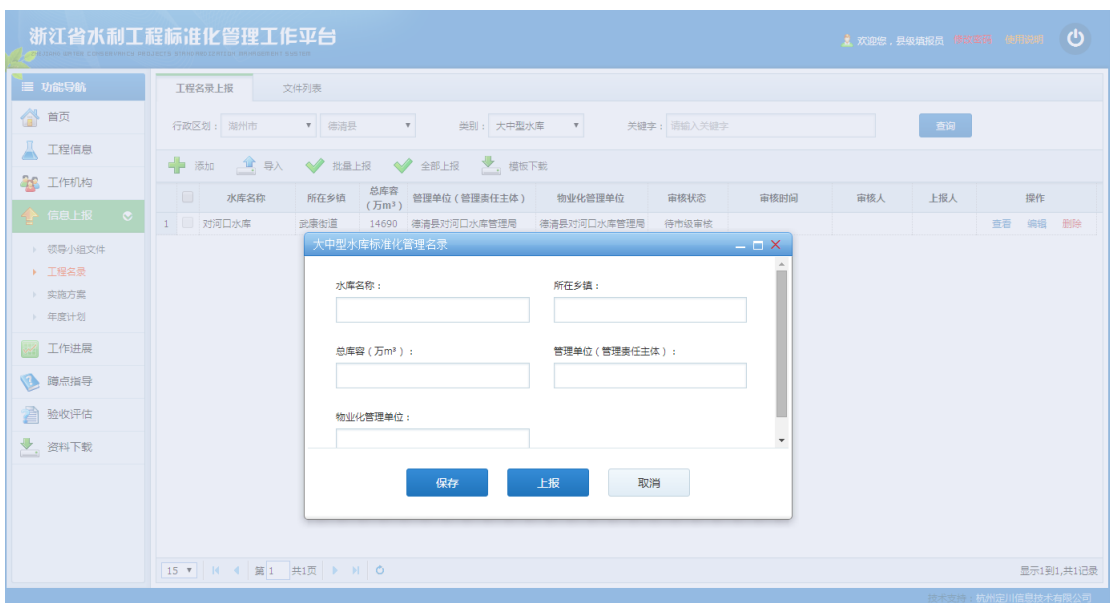 浙江省水利工程标准化管理工作平台
欢迎您，县级填报员 使用说明
功能导航
首页
工程信息
工作机构
信息上报
领导小组文件
工程名录
实施方案
年度计划
工作进展
蹲点指导
验收评估
资料下载
工程名录上报 文件列表
行政区划： 湖州市 德清县 类别： 大中型水库 关键字： 请输入关键字 查询
添加 导入 批量上报 全部上报 模板下载
水库名称 所在乡镇 总库容（万m³） 管理单位（管理责任主体） 物业化管理单位 审核状态 审核时间 审核人 上报人 操作
1 对河口水库 武康街道 14690 德清县对河口水库管理局 德清县对河口水库管理局 待市级审核 查看 编辑 删除
大中型水库标准化管理名录
水库名称： 所在乡镇：
总库容（万m³）： 管理单位（管理责任主体）：
物业化管理单位：
保存 上报 取消
15 第 1 共1页 显示1到1,共1记录
技术支持：杭州定川信息技术有限公司